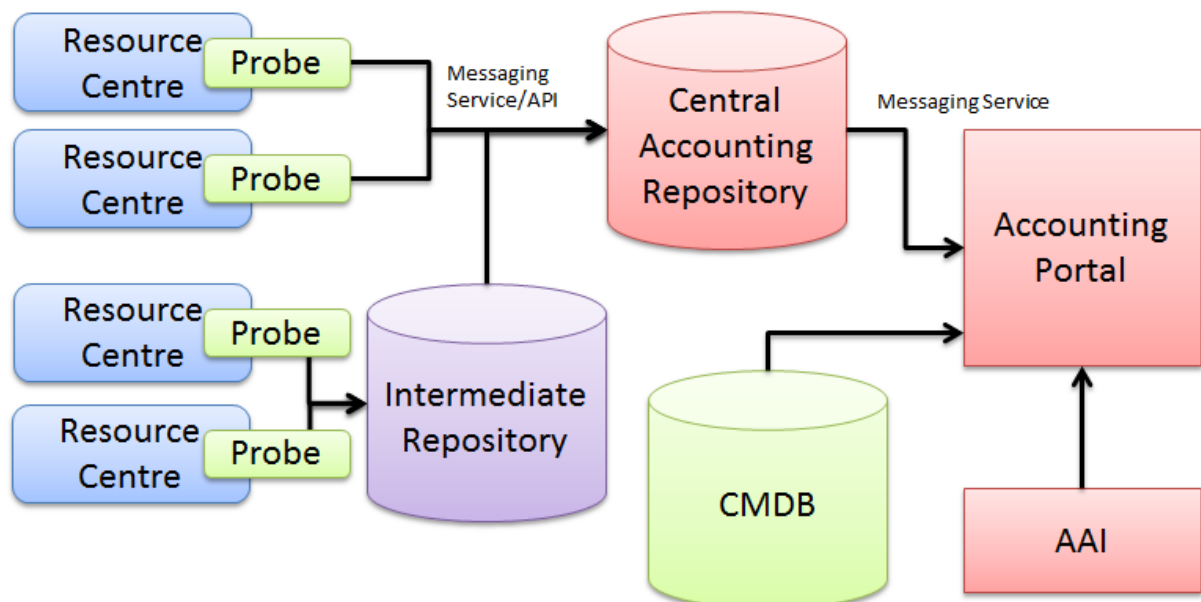 Resource
Centre
Probe
Resource
Centre
Probe
Messaging
Service/API
Central
Accounting
Repository
Messaging Service
Accounting
Portal
Resource
Centre
Probe
Resource
Centre
Probe
Intermediate
Repository
CMDB
AAI